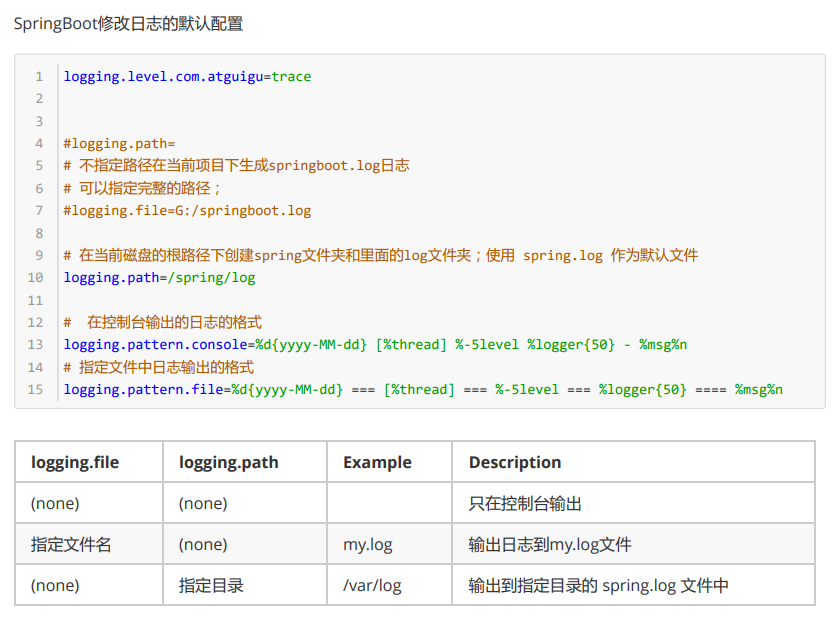 SpringBoot修改日志的默认配置
1 logging.level.com.atguigu=trace
2
3
4 #logging.path=
5 # 不指定路径在当前项目下生成springboot.log日志
6 # 可以指定完整的路径；
7 #logging.file=G:/springboot.log
8
9 # 在当前磁盘的根路径下创建spring文件夹和里面的log文件夹；使用 spring.log 作为默认文件
10 logging.path=/spring/log
11
12 #  在控制台输出的日志的格式
13 logging.pattern.console=%d{yyyy-MM-dd} [%thread] %-5level %logger{50} - %msg%n
14 # 指定文件中日志输出的格式
15 logging.pattern.file=%d{yyyy-MM-dd} === [%thread] === %-5level === %logger{50} ==== %msg%n
logging.file logging.path Example Description
(none) (none) 只在控制台输出
指定文件名 (none) my.log 输出日志到my.log文件
(none) 指定目录 /var/log 输出到指定目录的 spring.log 文件中